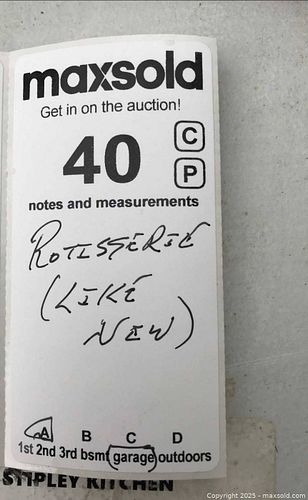 maxsold
Get in on the auction!
40
C
P
notes and measurements
ROTISSERIE
(LIKE
NEW)
A B C D
1st 2nd 3rd bsmt garage outdoors
KITCHEN
Copyright 2025 - maxsold.com